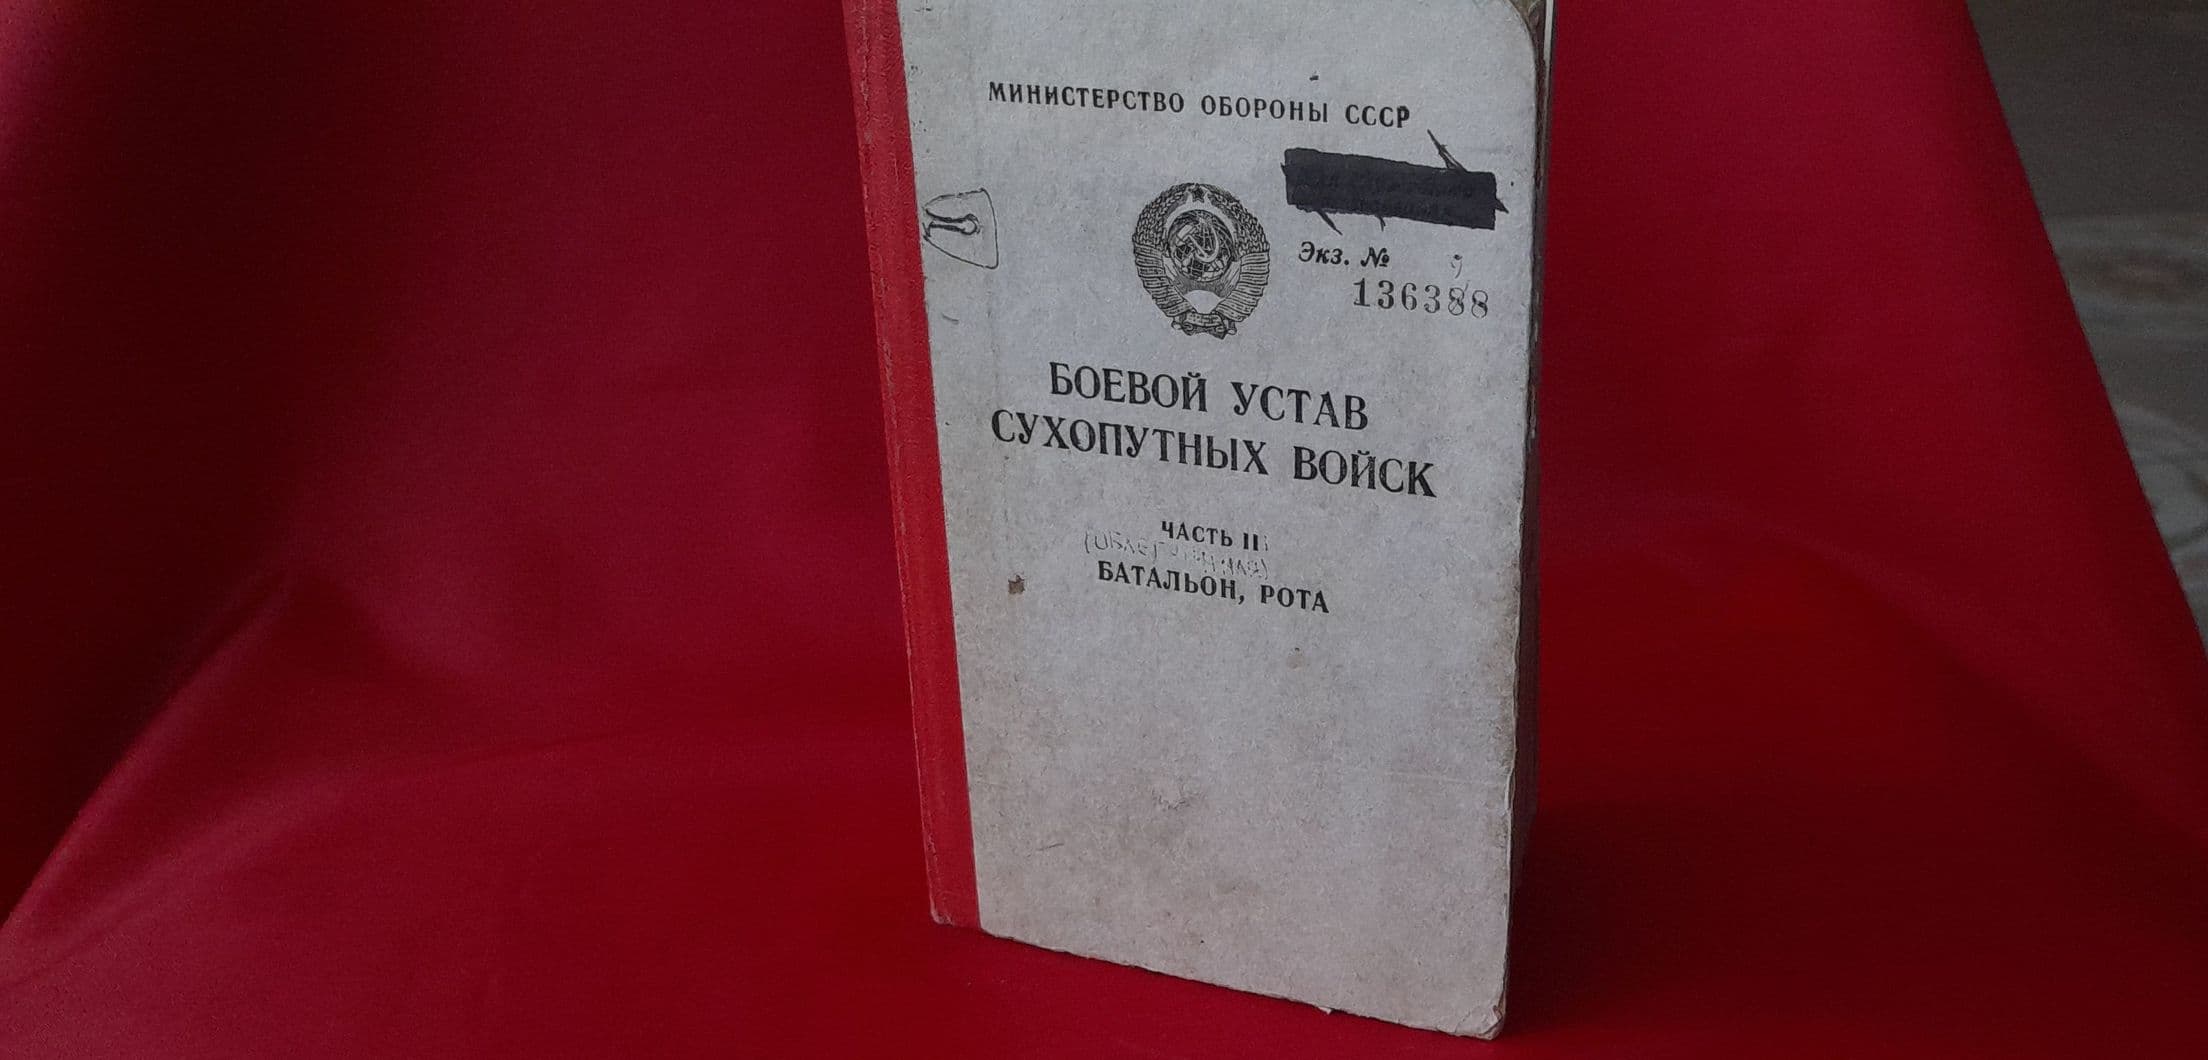 МИНИСТЕРСТВО ОБОРОНЫ СССР
Экз. №
136388
БОЕВОЙ УСТАВ
СУХОПУТНЫХ ВОЙСК
ЧАСТЬ II
БАТАЛЬОН, РОТА